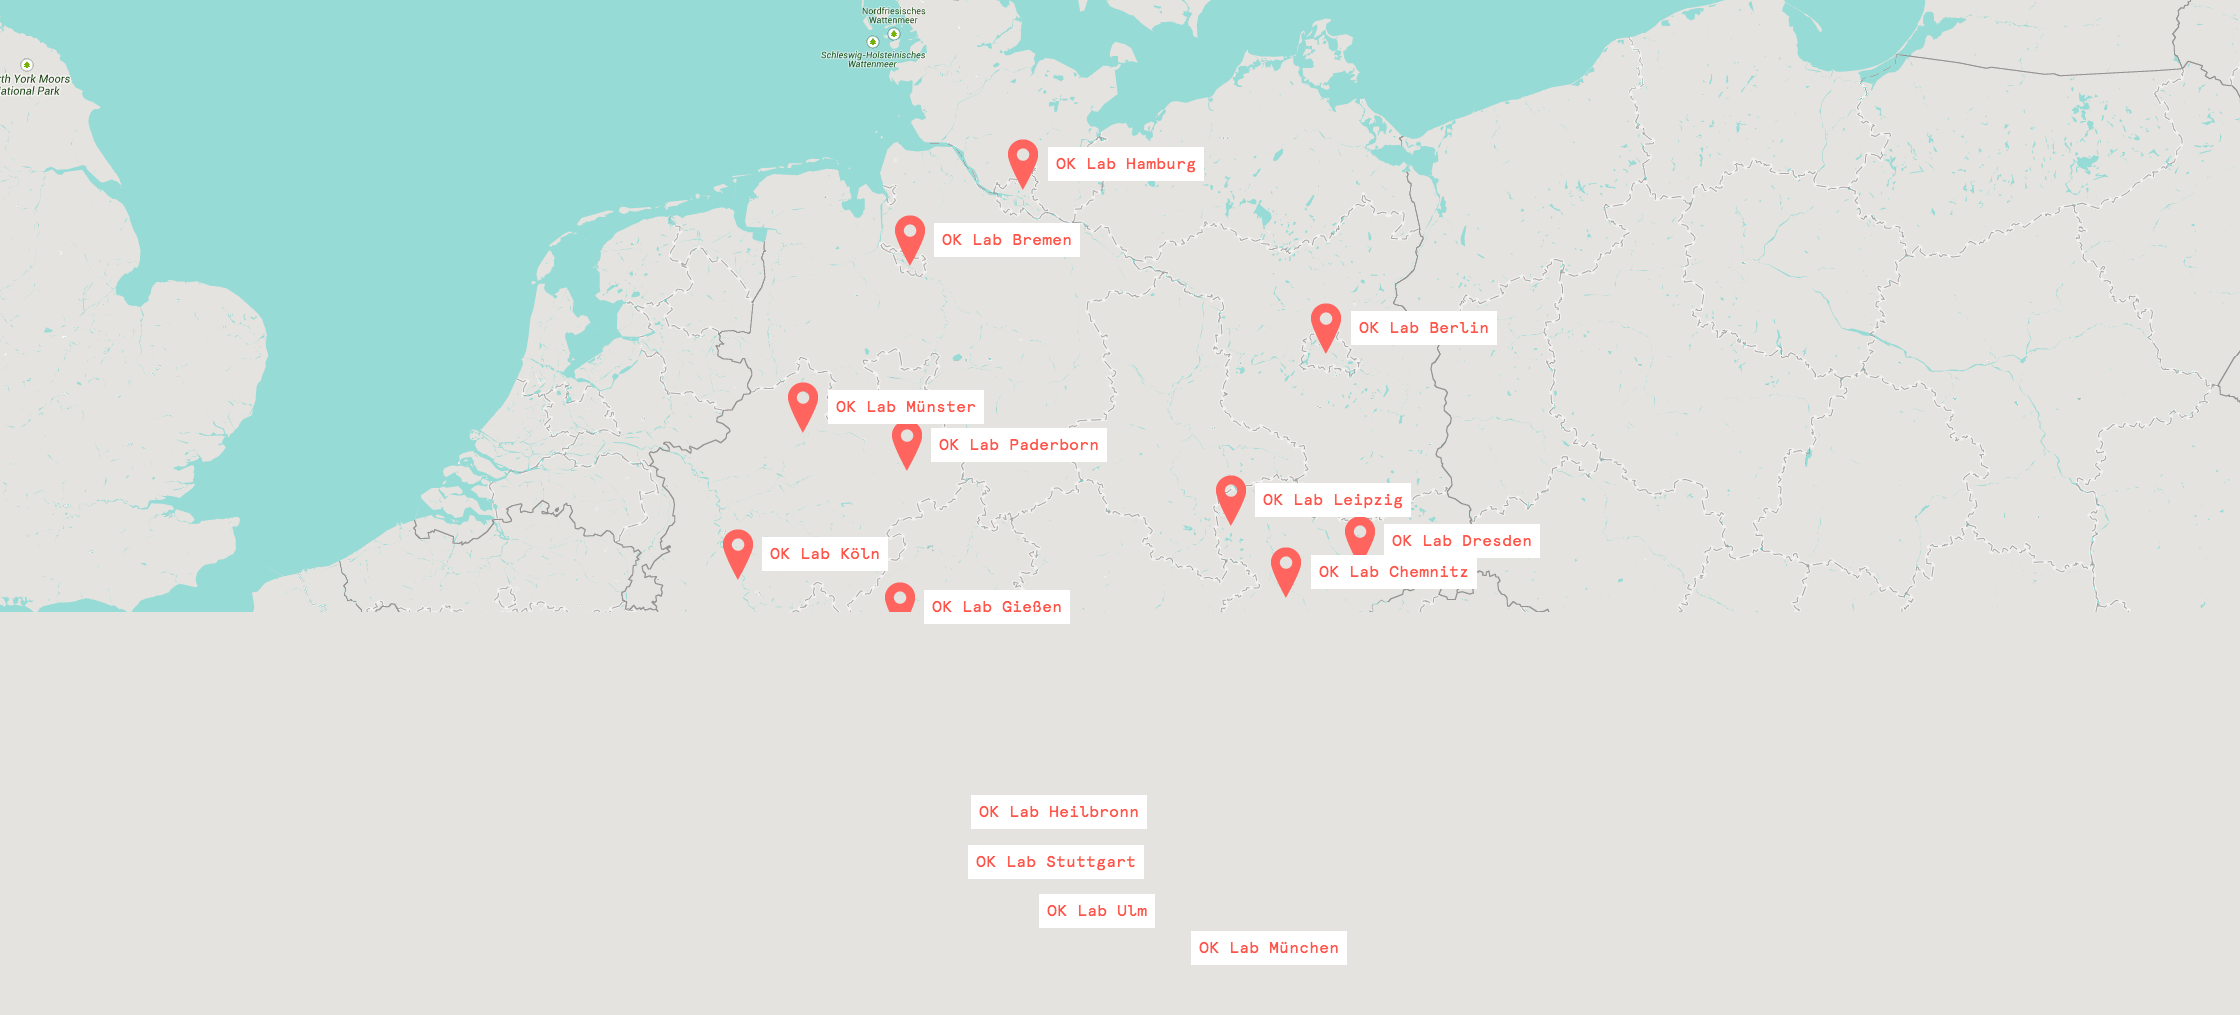 Nordfriesisches
Wattenmeer
Schleswig-Holsteinisches
Wattenmeer
rth York Moors
National Park
OK Lab Hamburg
OK Lab Bremen
OK Lab Berlin
OK Lab Münster
OK Lab Paderborn
OK Lab Leipzig
OK Lab Dresden
OK Lab Köln
OK Lab Chemnitz
OK Lab Gießen
OK Lab Heilbronn
OK Lab Stuttgart
OK Lab Ulm
OK Lab München